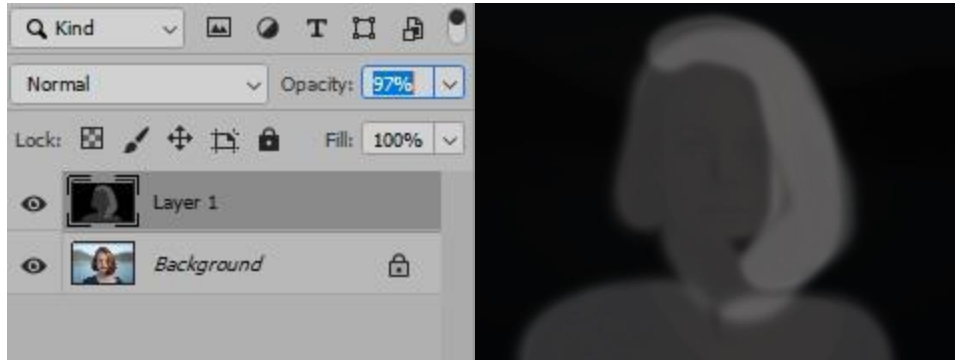 Kind
Normal Opacity: 97%
Lock: Fill: 100%
Layer 1
Background